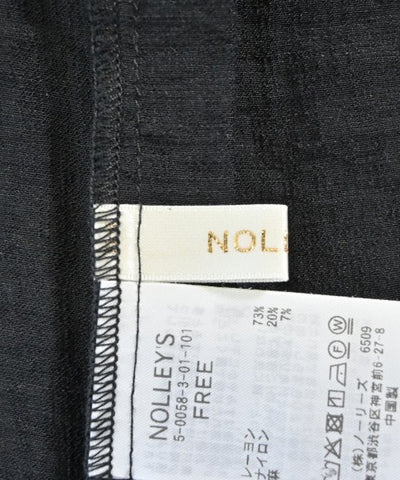 NOL
NOLLEY'S
5-0058-3-01-101
FREE
レーヨン 73%
ナイロン 20%
麻 7%
6509
(株)ノーリーズ
東京都渋谷区神宮前6-27-8
中国製